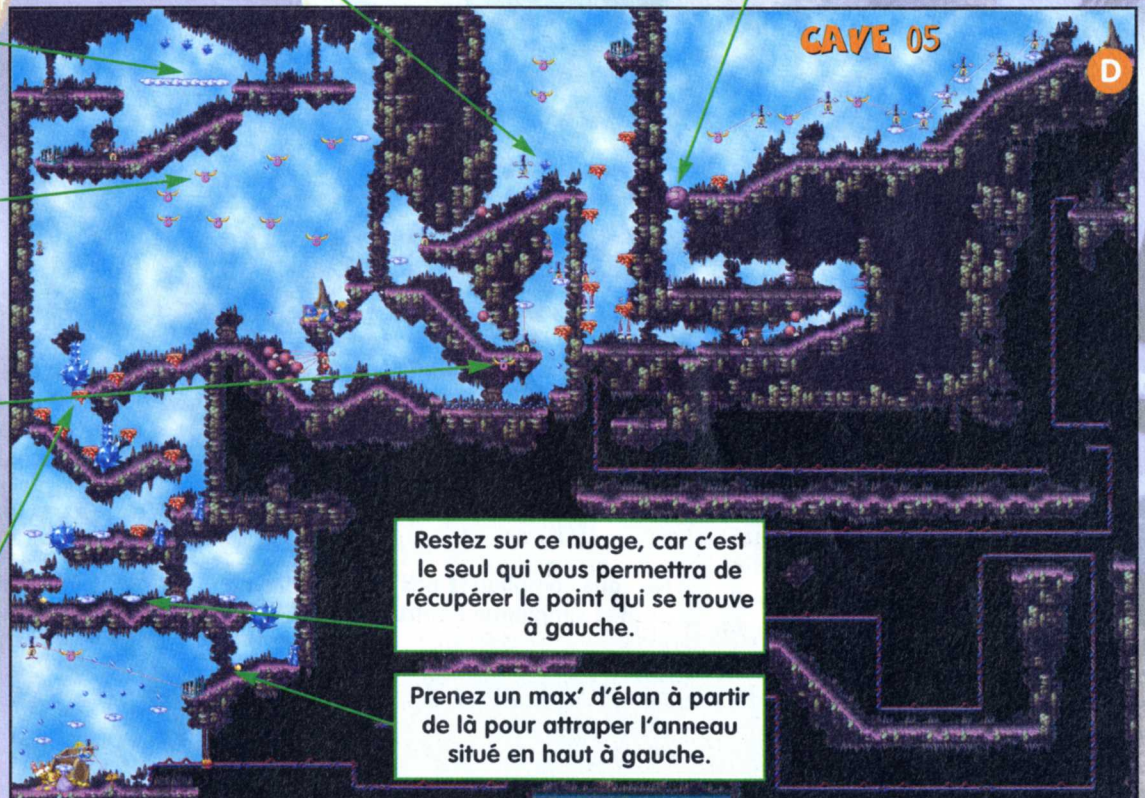 CAVE 05
D
Restez sur ce nuage, car c'est
le seul qui vous permettra de
récupérer le point qui se trouve
à gauche.
Prenez un max' d'élan à partir
de là pour attraper l'anneau
situé en haut à gauche.